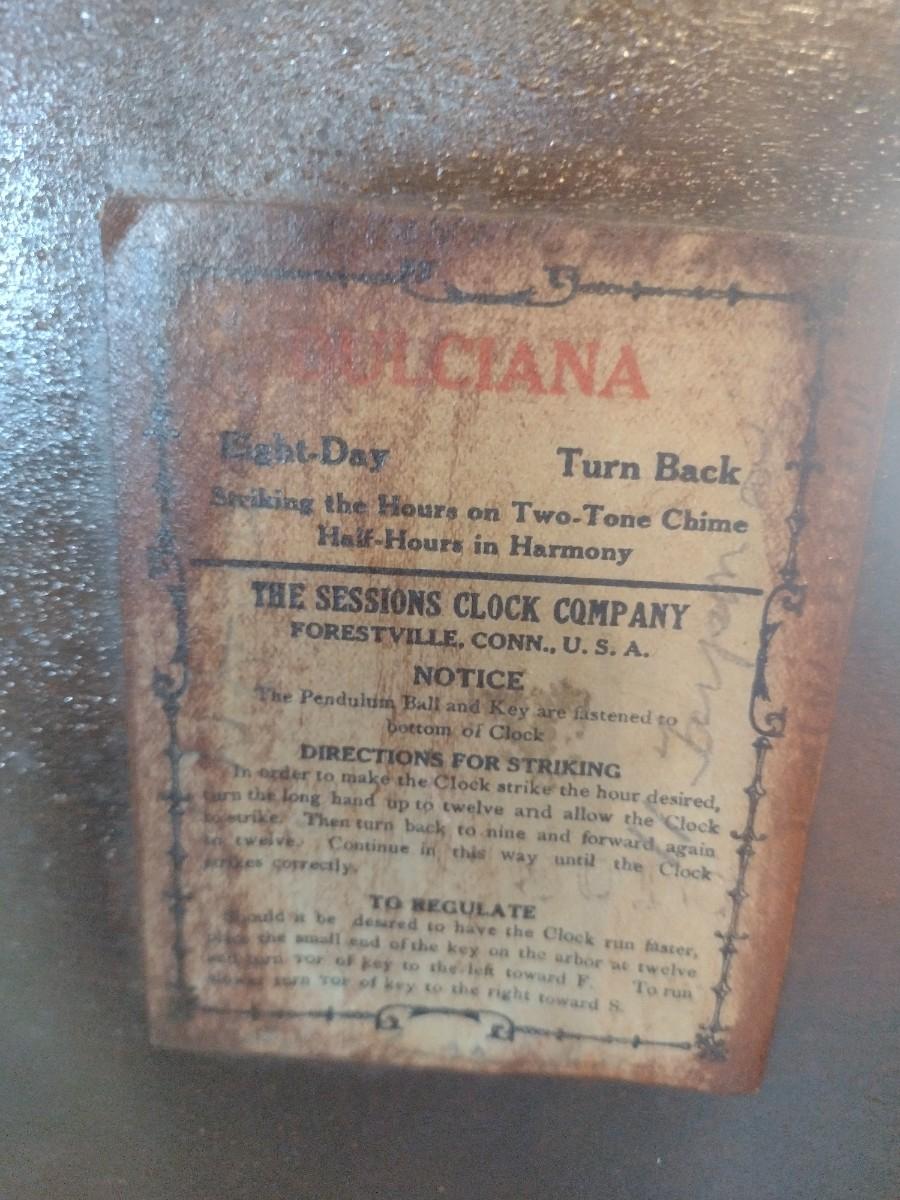 DULCIANA
Eight-Day Turn Back
Striking the Hours on Two-Tone Chime
Half-Hours in Harmony
THE SESSIONS CLOCK COMPANY
FORESTVILLE, CONN., U. S. A.
NOTICE
The Pendulum Ball and Key are fastened to
bottom of Clock
DIRECTIONS FOR STRIKING
In order to make the Clock strike the hour desired,
turn the long hand up to twelve and allow the Clock
to strike. Then turn back to nine and forward again
to twelve. Continue in this way until the Clock
strikes correctly.
TO REGULATE
Should it be desired to have the Clock run faster,
place the small end of the key on the arbor at twelve
and turn TOP of key to the left toward F. To run
slower turn TOP of key to the right toward S.